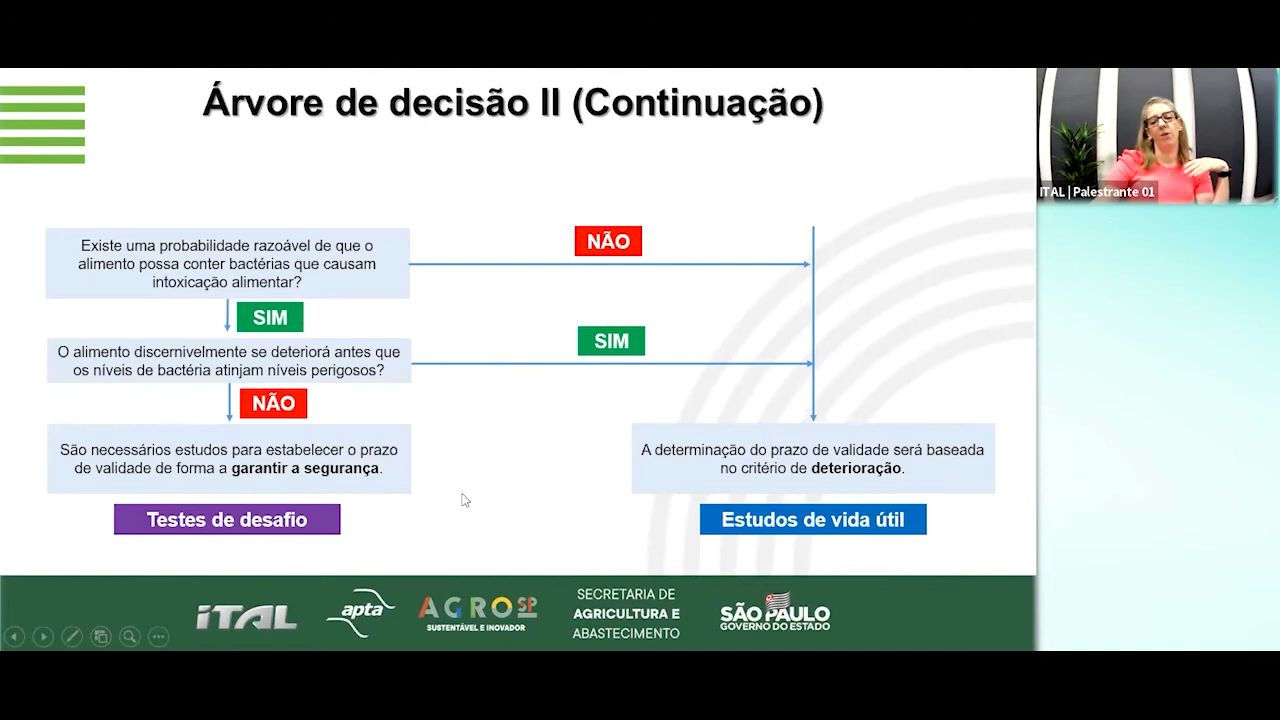 Árvore de decisão II (Continuação)
ITAL | Palestrante 01
Existe uma probabilidade razoável de que o
alimento possa conter bactérias que causam
intoxicação alimentar?
NÃO
SIM
O alimento discernivelmente se deteriorá antes que
os níveis de bactéria atinjam níveis perigosos?
SIM
NÃO
São necessários estudos para estabelecer o prazo
de validade de forma a garantir a segurança.
A determinação do prazo de validade será baseada
no critério de deterioração.
Testes de desafio
Estudos de vida útil
iTAL
apta
AGROSP
SUSTENTÁVEL E INOVADOR
SECRETARIA DE
AGRICULTURA E
ABASTECIMENTO
SÃO PAULO
GOVERNO DO ESTADO